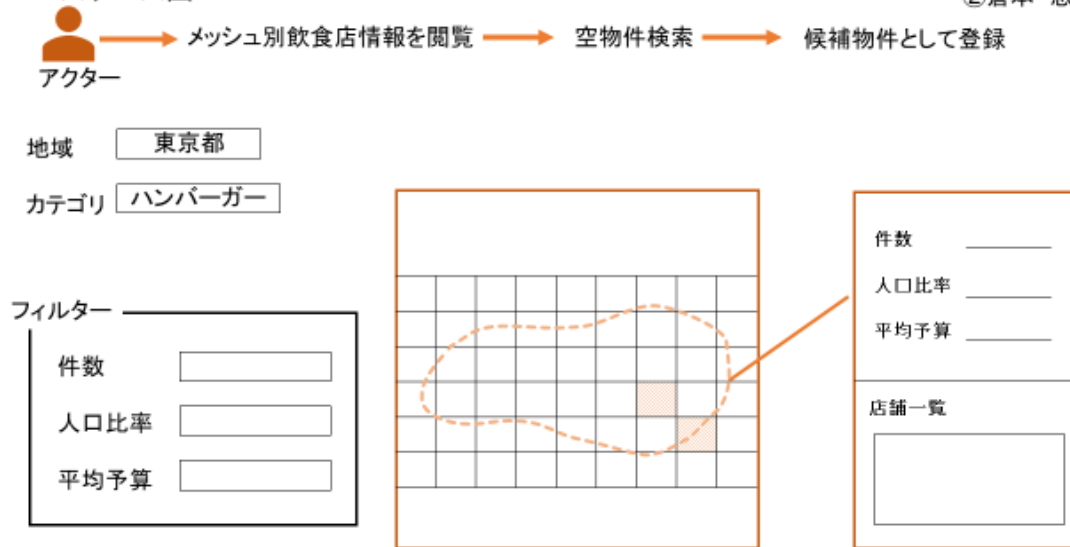 メッシュ別飲食店情報を閲覧 空物件検索 候補物件として登録
アクター
地域 東京都
カテゴリ ハンバーガー
フィルター
件数
人口比率
平均予算
件数
人口比率
平均予算
店舗一覧